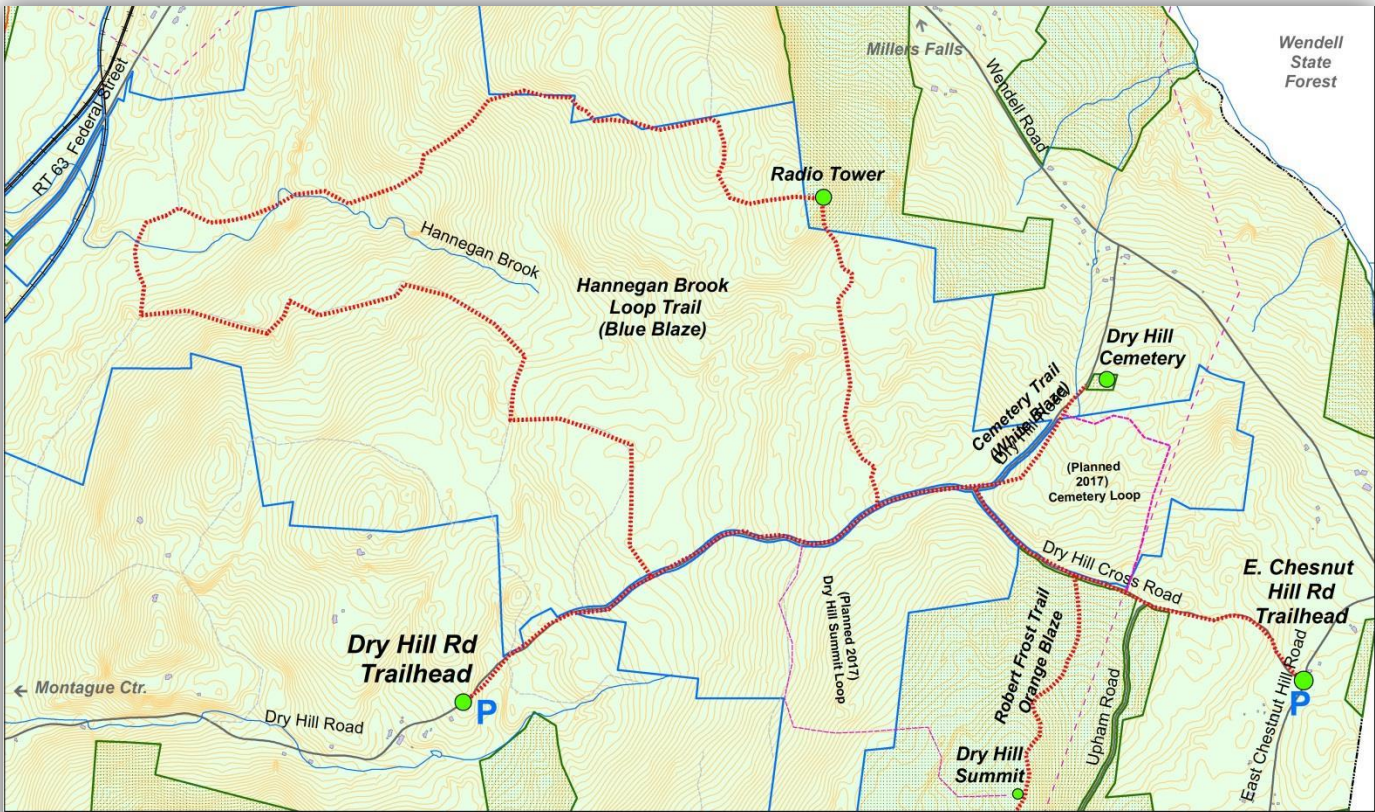 Millers Falls
Wendell
State
Forest
RT 63 Federal Street
Wendell Road
Radio Tower
Hannegan Brook
Hannegan Brook
Loop Trail
(Blue Blaze)
Dry Hill
Cemetery
Cemetery Trail
(White Blaze)
(Planned
2017)
Cemetery Loop
Dry Hill Cross Road
E. Chesnut
Hill Rd
Trailhead
P
(Planned 2017)
Dry Hill Summit Loop
Robert Frost Trail
Orange Blaze
Upham Road
East Chestnut Hill Road
Dry Hill Rd
Trailhead
P
← Montague Ctr.
Dry Hill Road
Dry Hill
Summit